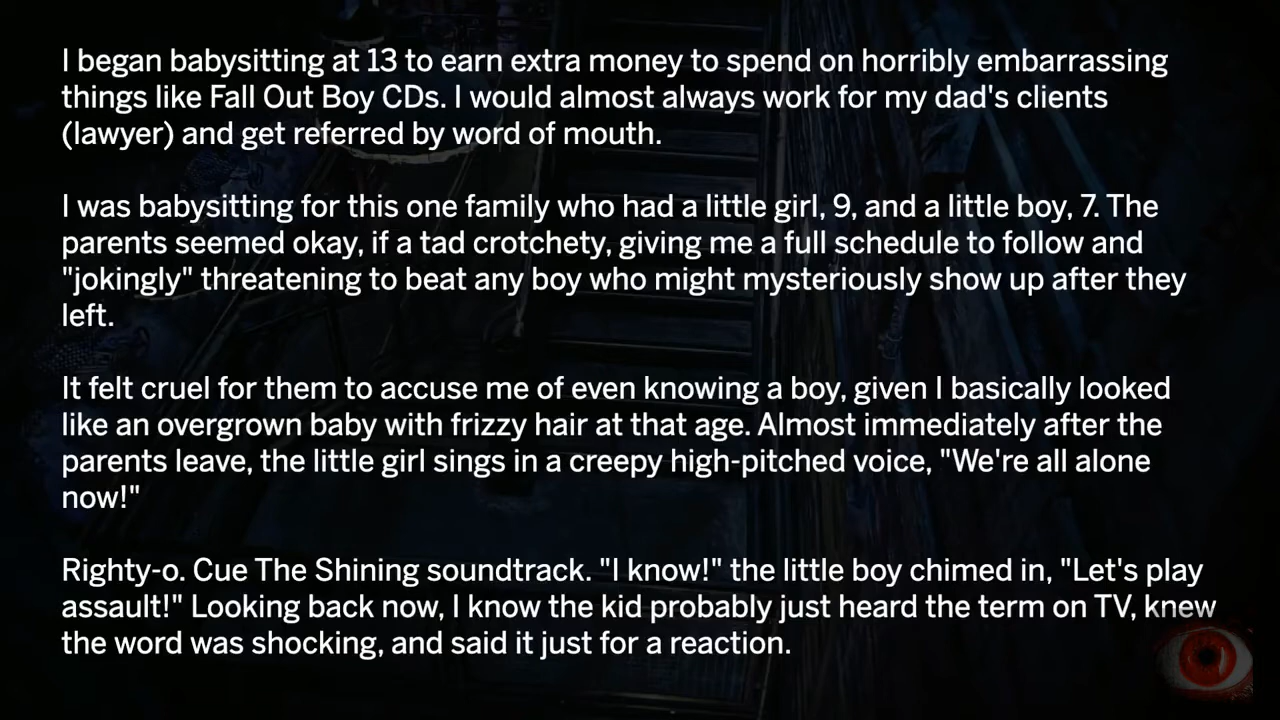 I began babysitting at 13 to earn extra money to spend on horribly embarrassing
things like Fall Out Boy CDs. I would almost always work for my dad's clients
(lawyer) and get referred by word of mouth.
I was babysitting for this one family who had a little girl, 9, and a little boy, 7. The
parents seemed okay, if a tad crotchety, giving me a full schedule to follow and
"jokingly" threatening to beat any boy who might mysteriously show up after they
left.
It felt cruel for them to accuse me of even knowing a boy, given I basically looked
like an overgrown baby with frizzy hair at that age. Almost immediately after the
parents leave, the little girl sings in a creepy high-pitched voice, "We're all alone
now!"
Righty-o. Cue The Shining soundtrack. "I know!" the little boy chimed in, "Let's play
assault!" Looking back now, I know the kid probably just heard the term on TV, knew
the word was shocking, and said it just for a reaction.